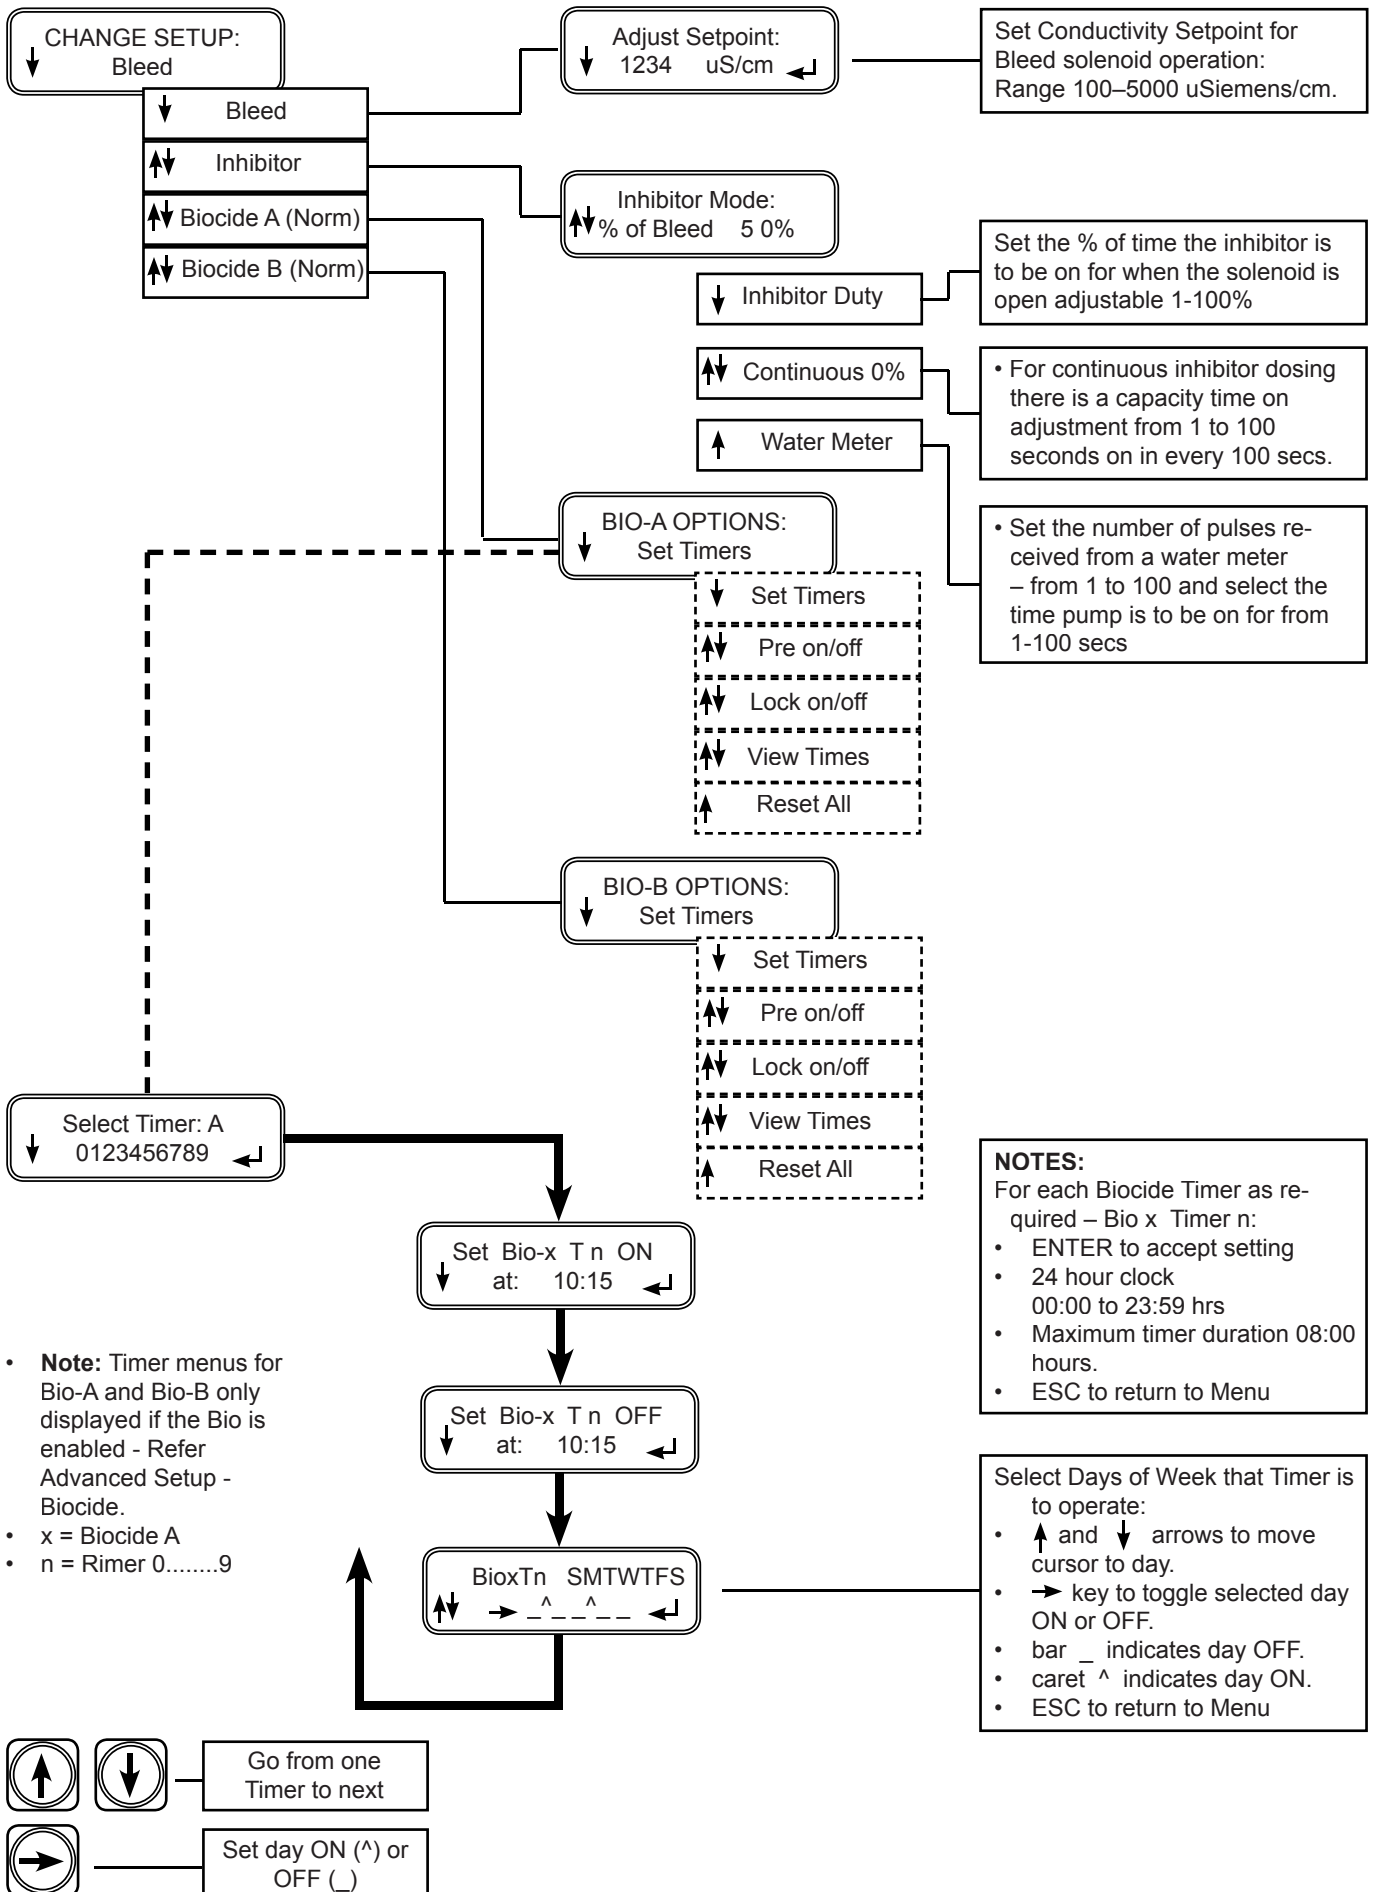 CHANGE SETUP:
Bleed
Bleed
Inhibitor
Biocide A (Norm)
Biocide B (Norm)
Adjust Setpoint:
1234 uS/cm
Set Conductivity Setpoint for
Bleed solenoid operation:
Range 100–5000 uSiemens/cm.
Inhibitor Mode:
% of Bleed 5 0%
Inhibitor Duty
Continuous 0%
Water Meter
Set the % of time the inhibitor is
to be on for when the solenoid is
open adjustable 1-100%
• For continuous inhibitor dosing
there is a capacity time on
adjustment from 1 to 100
seconds on in every 100 secs.
• Set the number of pulses re-
ceived from a water meter
– from 1 to 100 and select the
time pump is to be on for from
1-100 secs
BIO-A OPTIONS:
Set Timers
Set Timers
Pre on/off
Lock on/off
View Times
Reset All
BIO-B OPTIONS:
Set Timers
Set Timers
Pre on/off
Lock on/off
View Times
Reset All
Select Timer: A
0123456789
Set Bio-x T n ON
at: 10:15
Set Bio-x T n OFF
at: 10:15
BioxTn SMTWTFS
→ _^_ _^_ _
NOTES:
For each Biocide Timer as re-
quired – Bio x Timer n:
• ENTER to accept setting
• 24 hour clock
00:00 to 23:59 hrs
• Maximum timer duration 08:00
hours.
• ESC to return to Menu
• Note: Timer menus for
Bio-A and Bio-B only
displayed if the Bio is
enabled - Refer
Advanced Setup -
Biocide.
• x = Biocide A
• n = Rimer 0........9
Select Days of Week that Timer is
to operate:
• ↑ and ↓ arrows to move
cursor to day.
• → key to toggle selected day
ON or OFF.
• bar _ indicates day OFF.
• caret ^ indicates day ON.
• ESC to return to Menu
Go from one
Timer to next
Set day ON (^) or
OFF (_)